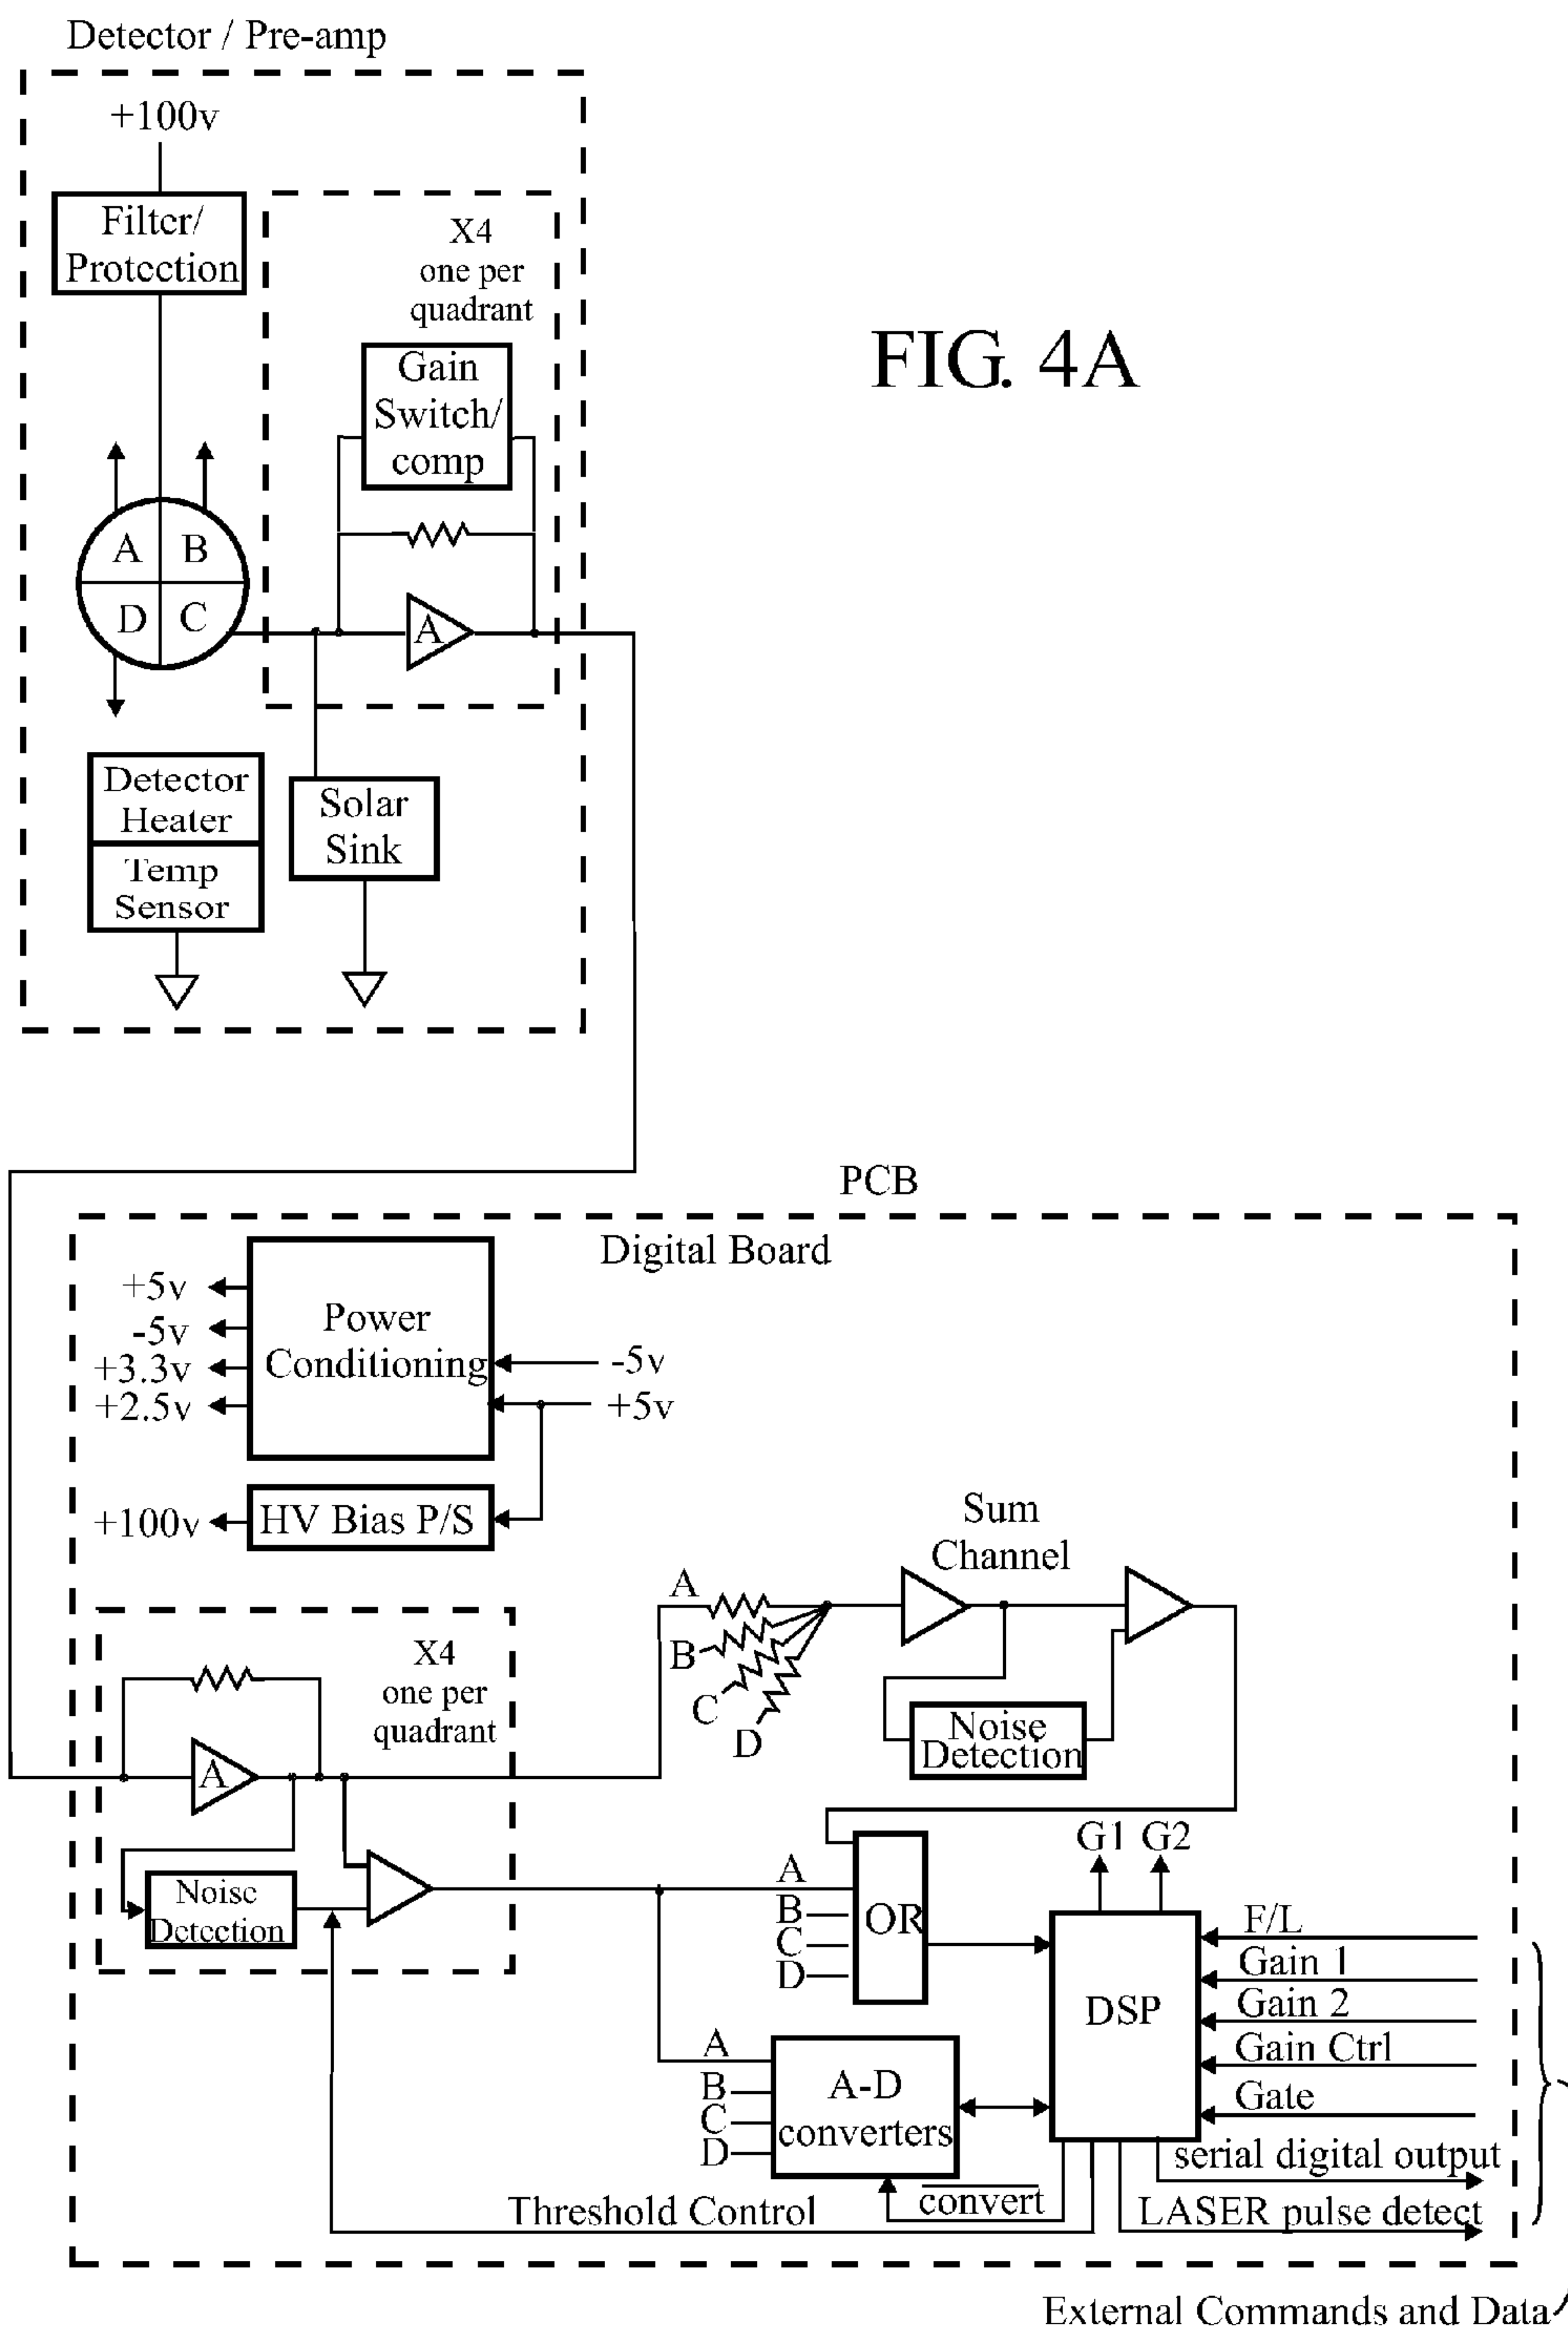 Detector / Pre-amp
+100v
Filter/
Protection
X4
one per
quadrant
Gain
Switch/
comp
FIG. 4A
A
B
D
C
A
Detector
Heater
Temp
Sensor
Solar
Sink
PCB
Digital Board
+5v
-5v
+3.3v
+2.5v
Power
Conditioning
-5v
+5v
+100v
HV Bias P/S
Sum
Channel
A
B
C
D
Noise
Detection
X4
one per
quadrant
A
Noise
Detection
A
B
C
D
OR
G1
G2
DSP
F/L
Gain 1
Gain 2
Gain Ctrl
Gate
A
B
C
D
A-D
converters
serial digital output
convert
LASER pulse detect
Threshold Control
External Commands and Data